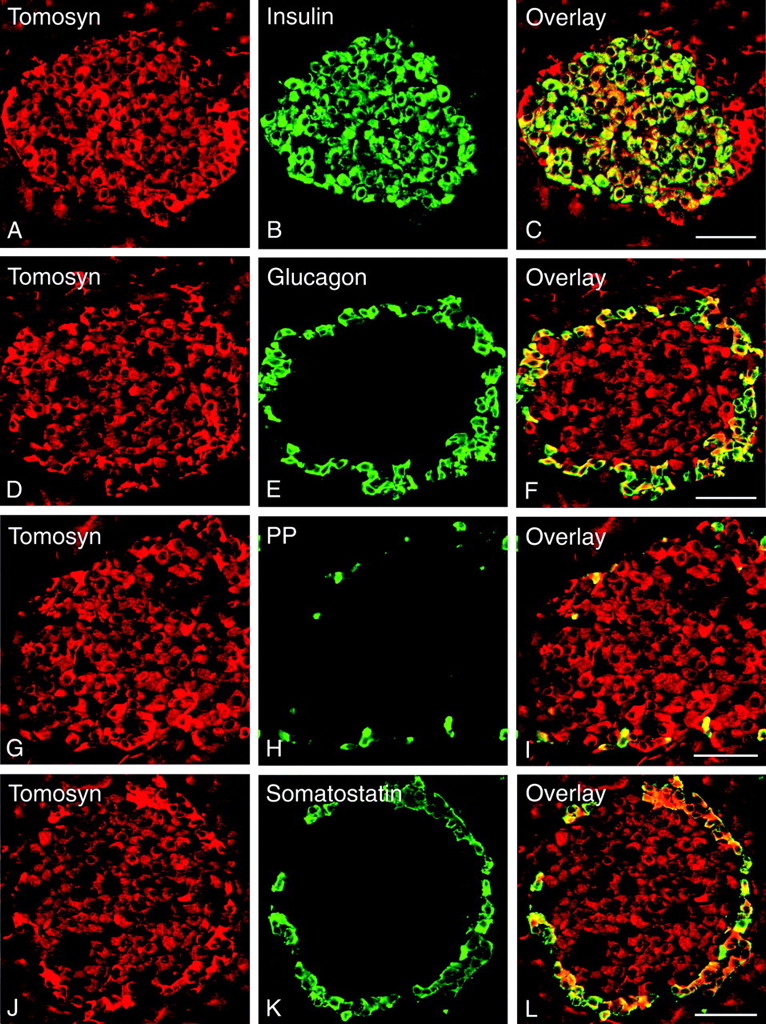 Tomosyn
Insulin
Overlay
A
B
C
Tomosyn
Glucagon
Overlay
D
E
F
Tomosyn
PP
Overlay
G
H
I
Tomosyn
Somatostatin
Overlay
J
K
L